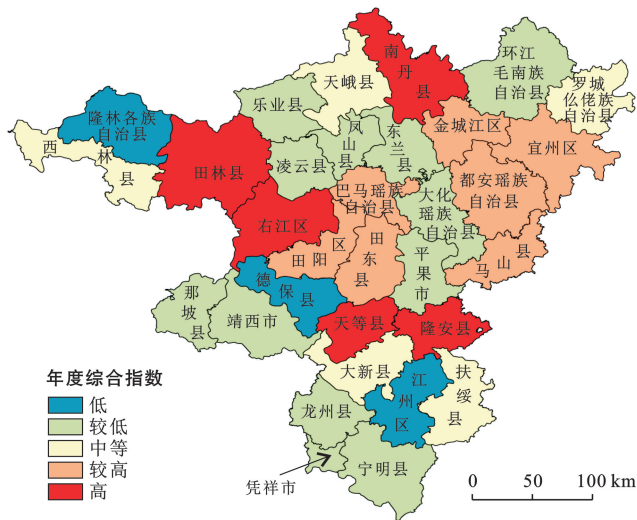 南
丹
县
天峨县
环江
毛南族
自治县
罗城
仫佬族
自治县
乐业县
隆林各族
自治县
西
林
县
田林县
凌云县
凤
山
县
东
兰
县
金城江区
宜州区
巴马瑶族
自治县
大化
瑶族
自治县
都安瑶族
自治县
右江区
田阳区
田
东
县
平
果
市
马山县
德保县
那
坡
县
靖西市
天等县
隆安县
大新县
江
州
区
扶
绥
县
龙州县
宁明县
凭祥市
年度综合指数
低
较低
中等
较高
高
0 50 100 km